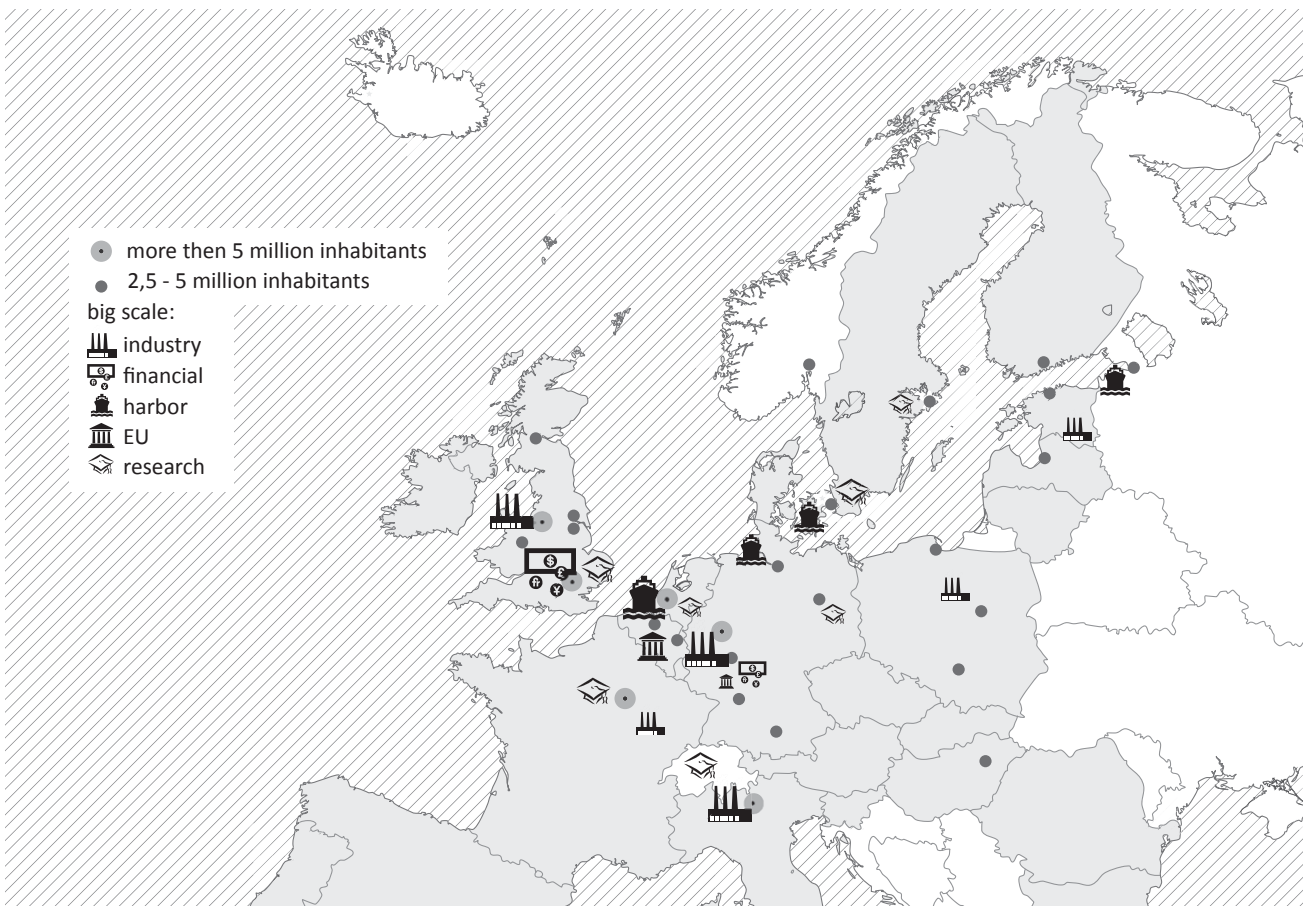 more then 5 million inhabitants
2,5 - 5 million inhabitants
big scale:
industry
financial
harbor
EU
research